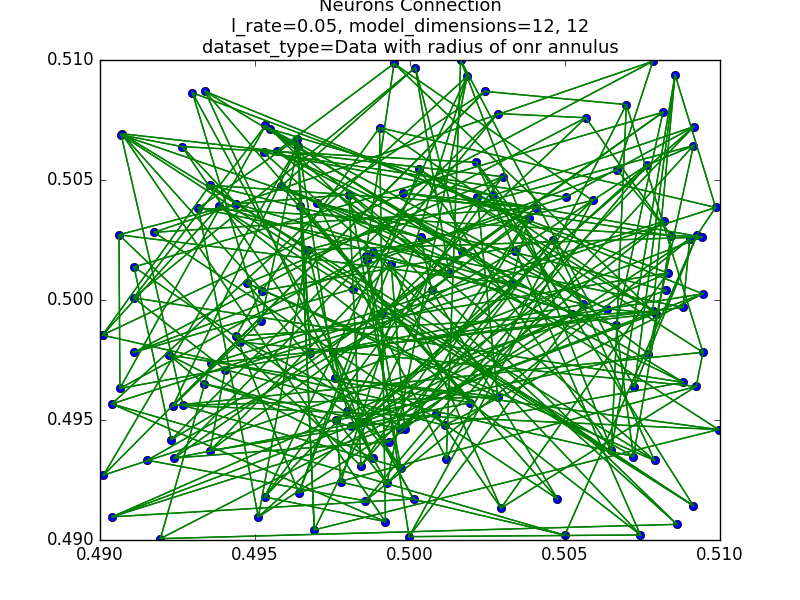 Neurons Connection
l_rate=0.05, model_dimensions=12, 12
dataset_type=Data with radius of onr annulus
0.510
0.505
0.500
0.495
0.490
0.490 0.495 0.500 0.505 0.510